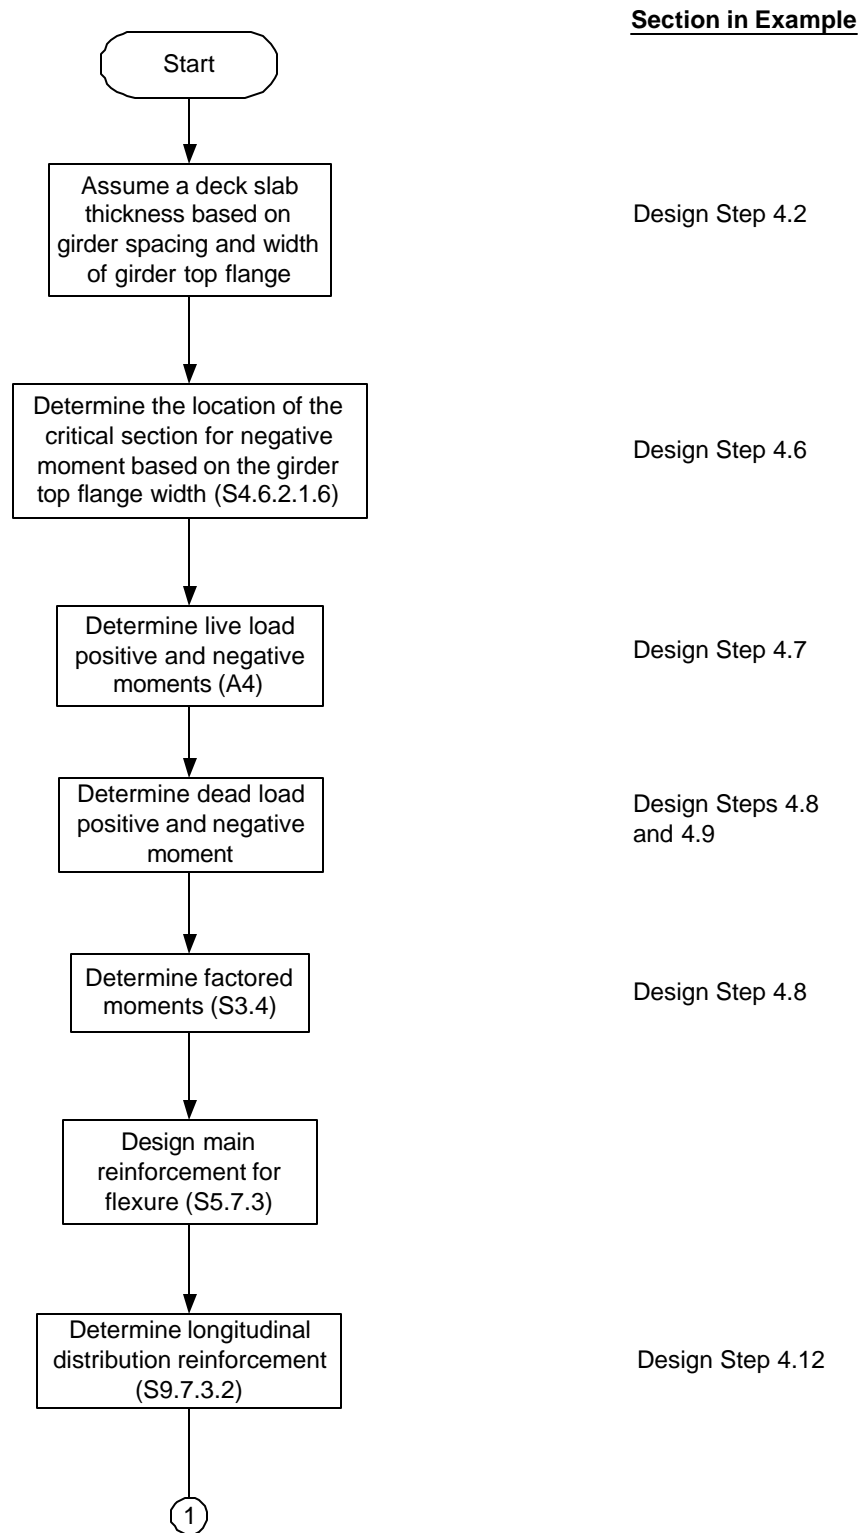 Section in Example
Start
Assume a deck slab
thickness based on
girder spacing and width
of girder top flange
Design Step 4.2
Determine the location of the
critical section for negative
moment based on the girder
top flange width (S4.6.2.1.6)
Design Step 4.6
Determine live load
positive and negative
moments (A4)
Design Step 4.7
Determine dead load
positive and negative
moment
Design Steps 4.8
and 4.9
Determine factored
moments (S3.4)
Design Step 4.8
Design main
reinforcement for
flexure (S5.7.3)
Determine longitudinal
distribution reinforcement
(S9.7.3.2)
Design Step 4.12
1